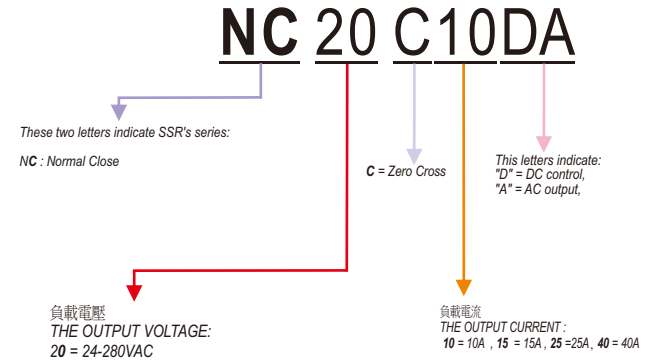 NC 20 C10DA
These two letters indicate SSR's series:
NC : Normal Close
C = Zero Cross
This letters indicate:
"D" = DC control,
"A" = AC output,
負載電壓
THE OUTPUT VOLTAGE:
20 = 24-280VAC
負載電流
THE OUTPUT CURRENT :
10 = 10A , 15 = 15A , 25 =25A, 40 = 40A